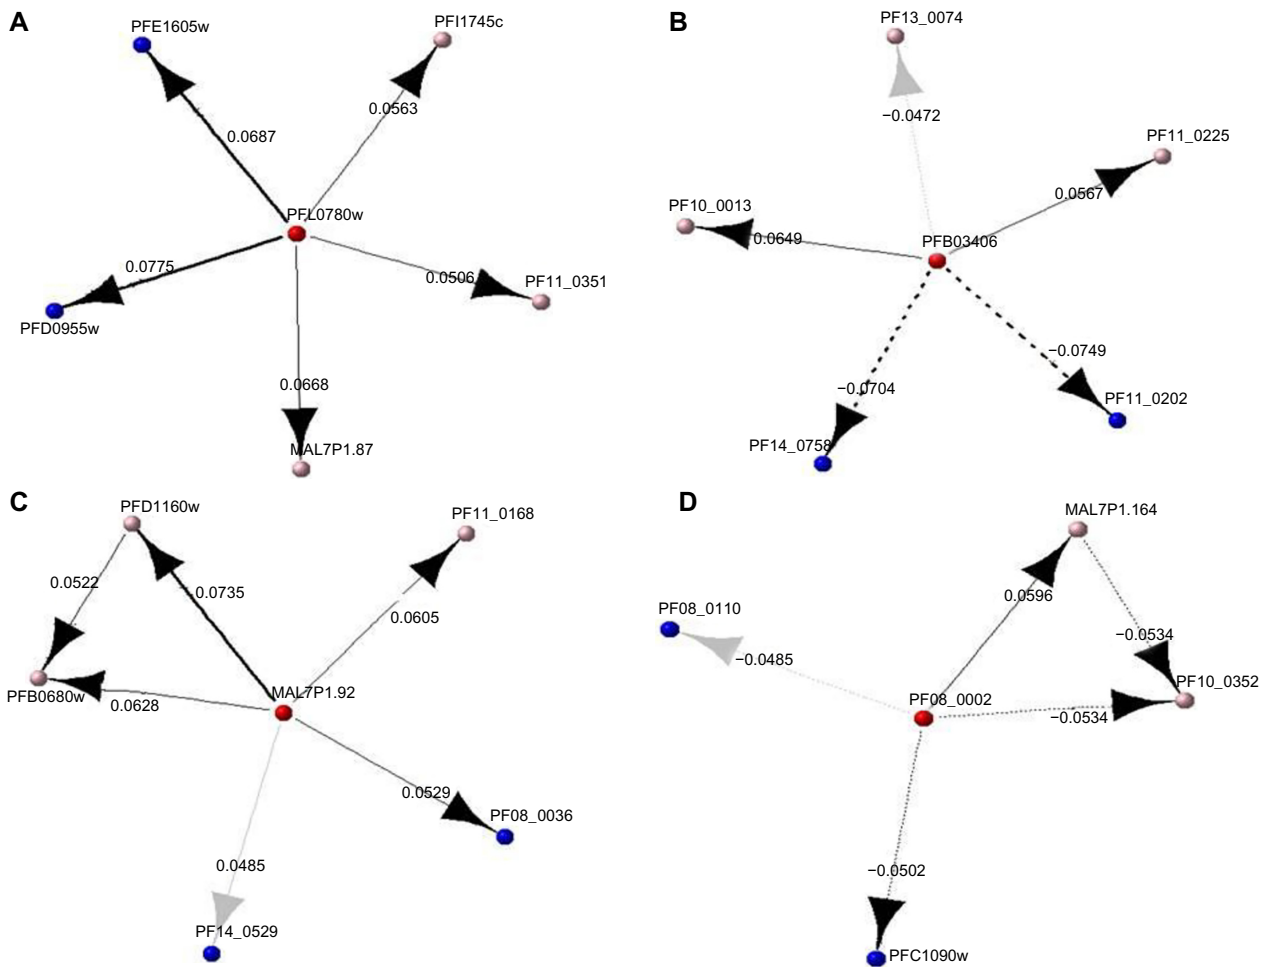 A
PFE1605w
PFI1745c
0.0563
0.0687
PFL0780w
0.0775
0.0506
PF11_0351
PFD0955w
0.0668
MAL7P1.87
B
PF13_0074
−0.0472
PF11_0225
0.0567
PF10_0013
0.0649
PFB03406
−0.0749
−0.0704
PF11_0202
PF14_0758
C
PFD1160w
PF11_0168
0.0522
0.0735
0.0605
PFB0680w
0.0628
MAL7P1.92
0.0529
PF08_0036
0.0485
PF14_0529
D
MAL7P1.164
PF08_0110
0.0596
−0.0534
−0.0485
PF10_0352
PF08_0002
−0.0534
−0.0502
PFC1090w